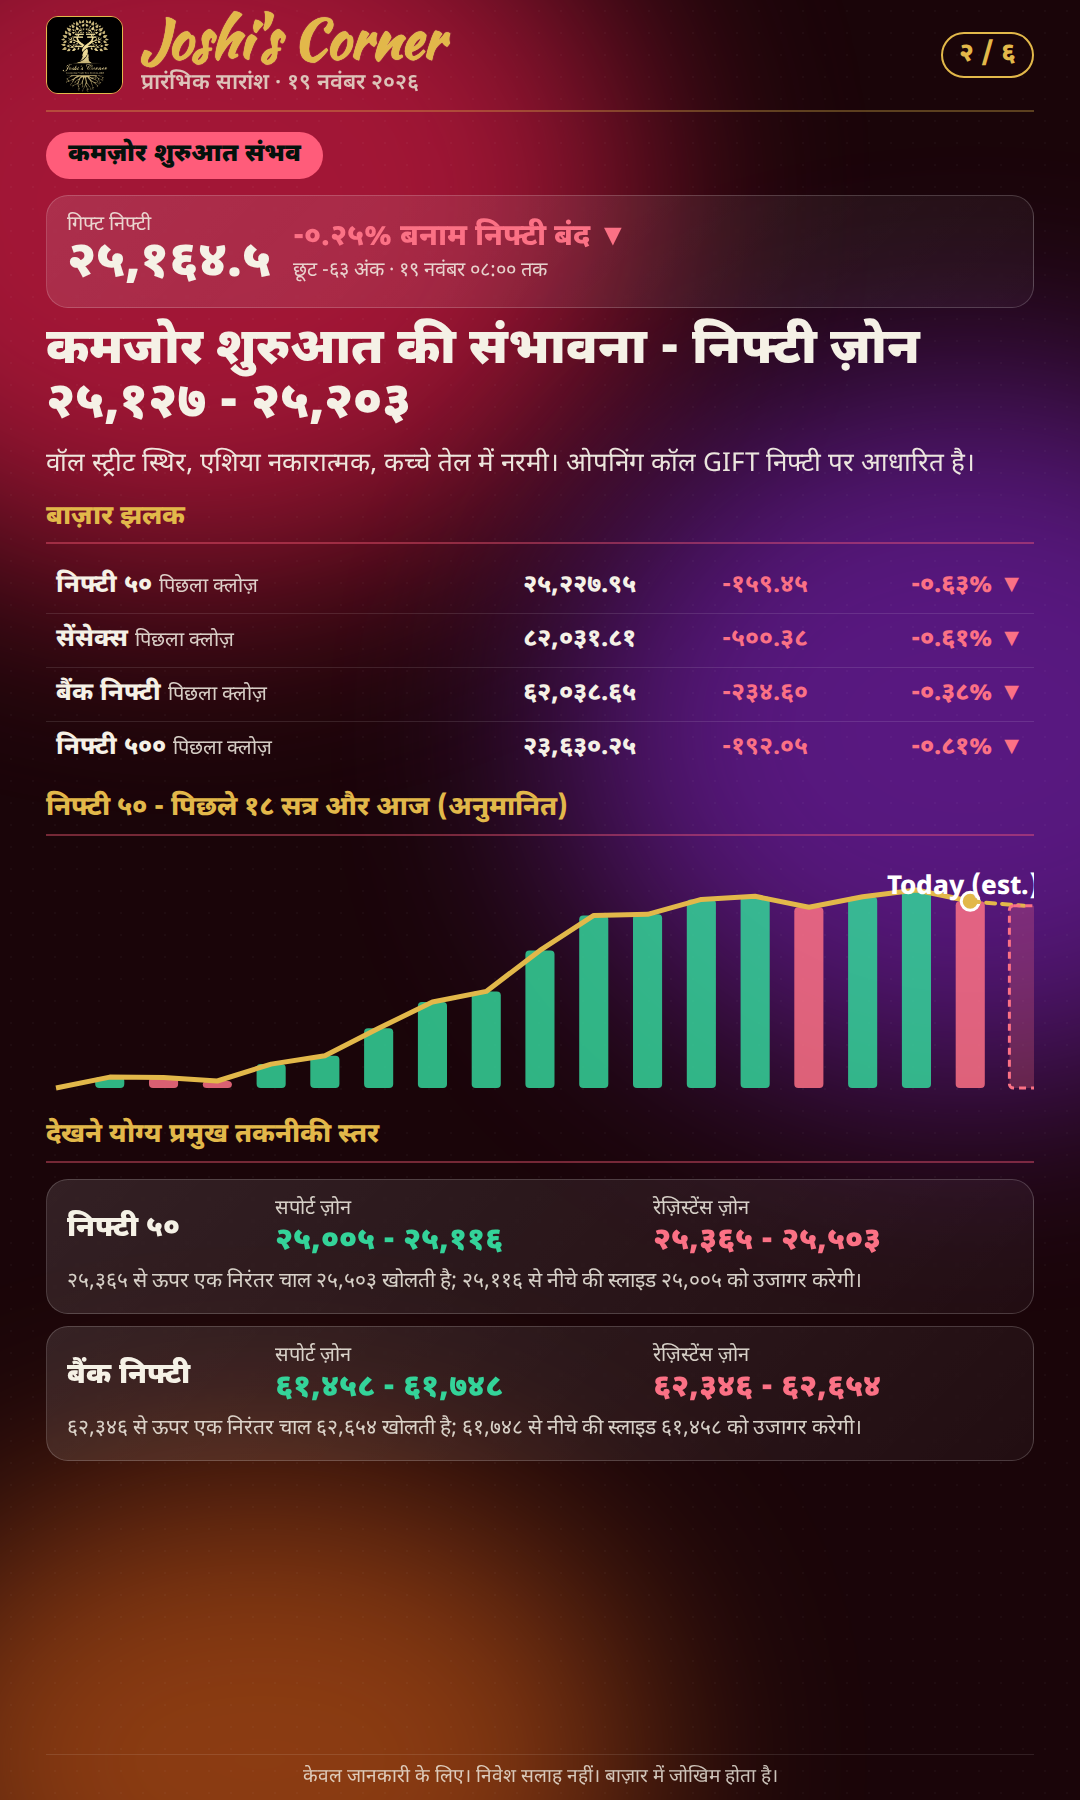 Joshi's Corner
प्रारंभिक सारांश · १९ नवंबर २०२६
२ / ६
कमज़ोर शुरुआत संभव
गिफ्ट निफ्टी
२५,१६४.५
-०.२५% बनाम निफ्टी बंद ▼
छूट -६३ अंक · १९ नवंबर ०८:०० तक
कमजोर शुरुआत की संभावना - निफ्टी ज़ोन
२५,१२७ - २५,२०३
वॉल स्ट्रीट स्थिर, एशिया नकारात्मक, कच्चे तेल में नरमी। ओपनिंग कॉल GIFT निफ्टी पर आधारित है।
बाज़ार झलक
निफ्टी ५० पिछला क्लोज़ २५,२२७.९५ -१५९.४५ -०.६३% ▼
सेंसेक्स पिछला क्लोज़ ८२,०३१.८१ -५००.३८ -०.६१% ▼
बैंक निफ्टी पिछला क्लोज़ ६२,०३८.६५ -२३४.६० -०.३८% ▼
निफ्टी ५०० पिछला क्लोज़ २३,६३०.२५ -१९२.०५ -०.८१% ▼
निफ्टी ५० - पिछले १८ सत्र और आज (अनुमानित)
Today (est.)
देखने योग्य प्रमुख तकनीकी स्तर
निफ्टी ५०
सपोर्ट ज़ोन
२५,००५ - २५,११६
रेज़िस्टेंस ज़ोन
२५,३६५ - २५,५०३
२५,३६५ से ऊपर एक निरंतर चाल २५,५०३ खोलती है; २५,११६ से नीचे की स्लाइड २५,००५ को उजागर करेगी।
बैंक निफ्टी
सपोर्ट ज़ोन
६१,४५८ - ६१,७४८
रेज़िस्टेंस ज़ोन
६२,३४६ - ६२,६५४
६२,३४६ से ऊपर एक निरंतर चाल ६२,६५४ खोलती है; ६१,७४८ से नीचे की स्लाइड ६१,४५८ को उजागर करेगी।
केवल जानकारी के लिए। निवेश सलाह नहीं। बाज़ार में जोखिम होता है।